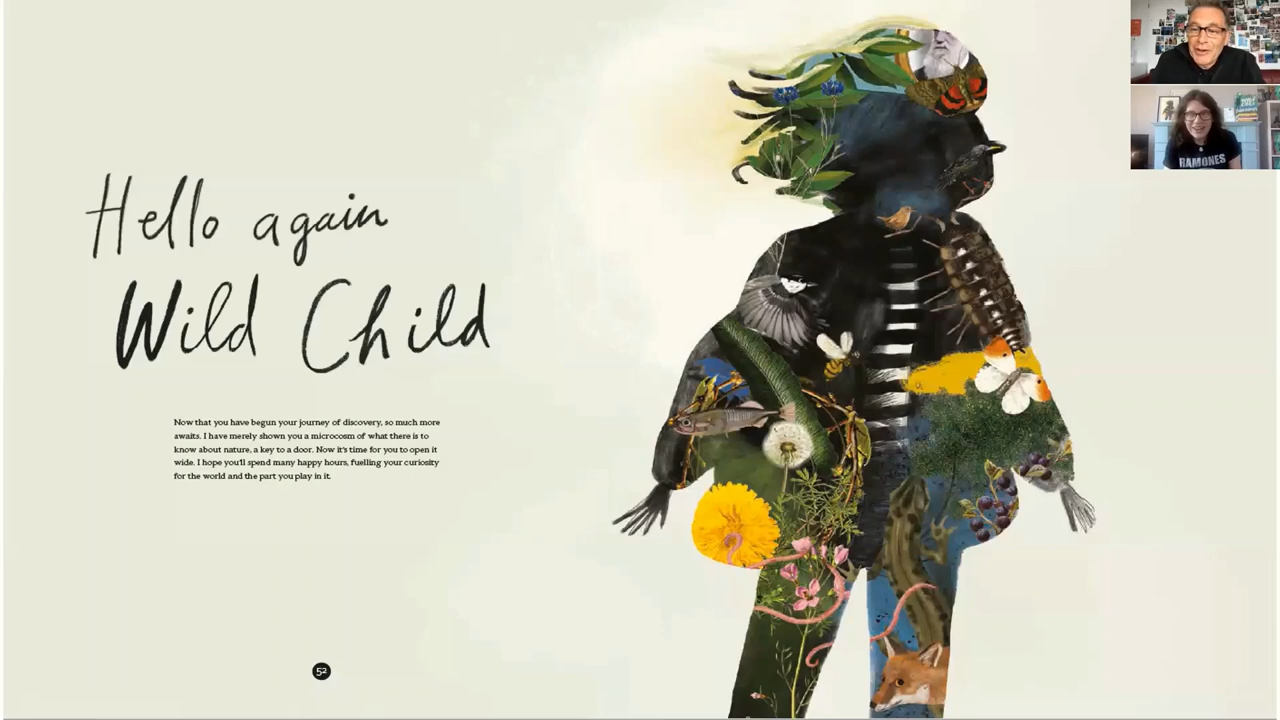 Hello again
Wild Child
Now that you have begun your journey of discovery, so much more
awaits. I have merely shown you a microcosm of what there is to
know about nature, a key to a door. Now it's time for you to open it
wide. I hope you'll spend many happy hours, fuelling your curiosity
for the world and the part you play in it.
52
RAMONES